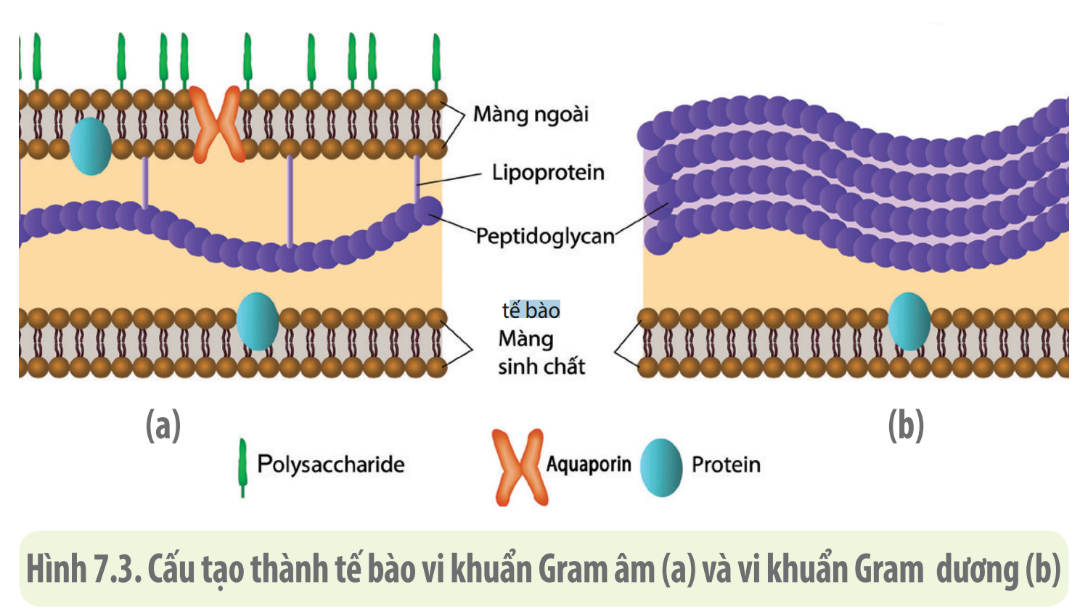 Màng ngoài
Lipoprotein
Peptidoglycan
tế bào
Màng
sinh chất
(a)
(b)
Polysaccharide
Aquaporin
Protein
Hình 7.3. Cấu tạo thành tế bào vi khuẩn Gram âm (a) và vi khuẩn Gram dương (b)